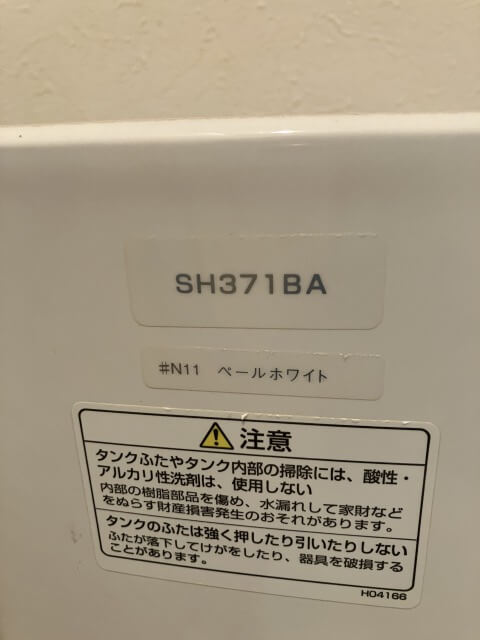 SH371BA
#N11 ペールホワイト
注意
タンクふたやタンク内部の掃除には、酸性・
アルカリ性洗剤は、使用しない
内部の樹脂部品を傷め、水漏れして家財など
をぬらす財産損害発生のおそれがあります。
タンクのふたは強く押したり引いたりしない
ふたが落下してけがをしたり、器具を破損する
ことがあります。
H04166